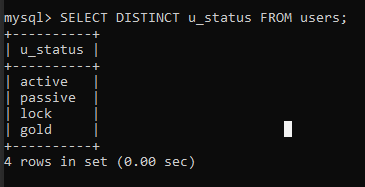 mysql> SELECT DISTINCT u_status FROM users;
+----------+
| u_status |
+----------+
| active   |
| passive  |
| lock     |
| gold     |
+----------+
4 rows in set (0.00 sec)